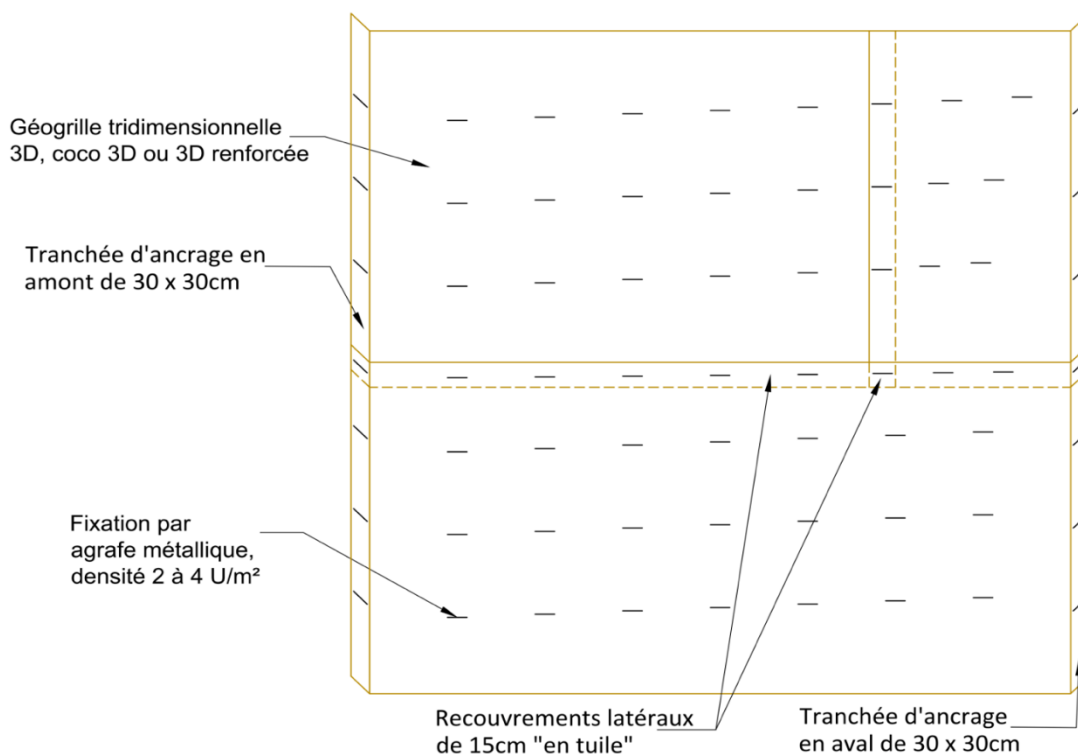 Géogrille tridimensionnelle
3D, coco 3D ou 3D renforcée
Tranchée d'ancrage en
amont de 30 x 30cm
Fixation par
agrafe métallique,
densité 2 à 4 U/m²
Recouvrements latéraux
de 15cm "en tuile"
Tranchée d'ancrage
en aval de 30 x 30cm